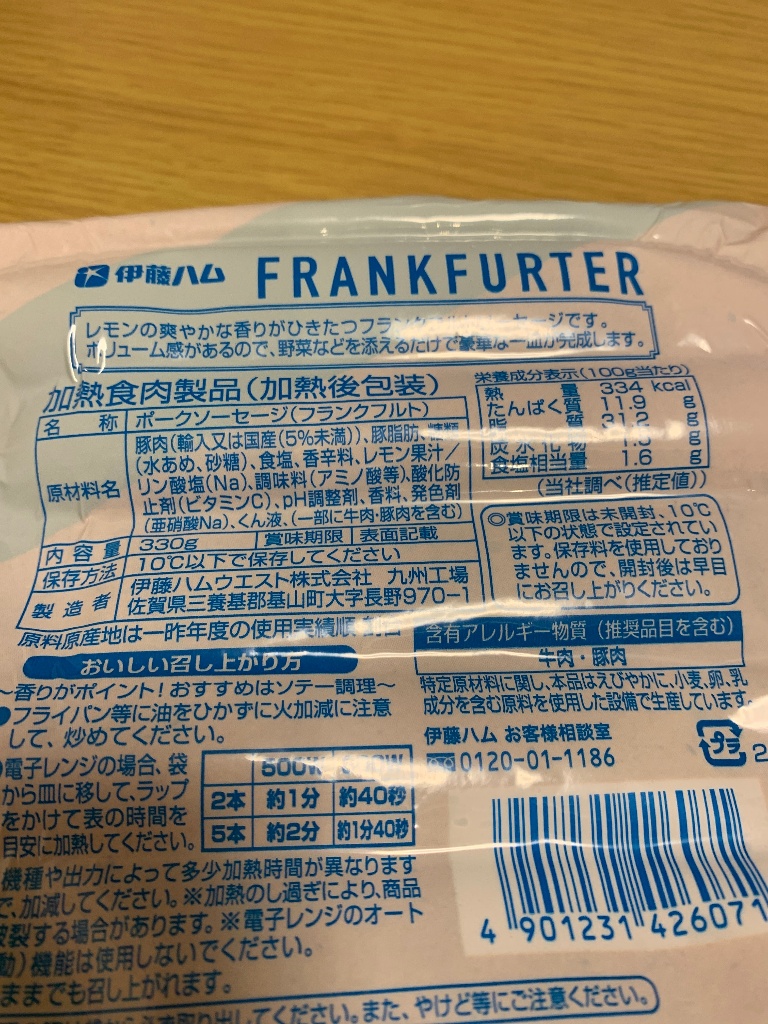 伊藤ハム FRANKFURTER
レモンの爽やかな香りがひきたつフランクフルトソーセージです。
ボリューム感があるので、野菜などを添えるだけで豪華な一皿が完成します。
加熱食肉製品(加熱後包装)
名称 ポークソーセージ(フランクフルト)
原材料名 豚肉(輸入又は国産(5%未満))、豚脂肪、糖類
(水あめ、砂糖)、食塩、香辛料、レモン果汁/
リン酸塩(Na)、調味料(アミノ酸等)、酸化防
止剤(ビタミンC)、pH調整剤、香料、発色剤
(亜硝酸Na)、くん液、(一部に牛肉・豚肉を含む)
内容量 330g 賞味期限 表面記載
保存方法 10℃以下で保存してください
製造者 伊藤ハムウエスト株式会社 九州工場
佐賀県三養基郡基山町大字長野970-1
原料原産地は一昨年度の使用実績順
栄養成分表示(100g当たり)
熱量 334 kcal
たんぱく質 11.9 g
脂質 31.2 g
炭水化物 g
食塩相当量 1.6 g
(当社調べ(推定値))
◎賞味期限は未開封、10℃
以下の状態で設定されてい
ます。保存料を使用しており
ませんので、開封後は早目
にお召し上がりください。
含有アレルギー物質(推奨品目を含む)
牛肉・豚肉
特定原材料に関し、本品はえびやかに、小麦、卵、乳
成分を含む原料を使用した設備で生産しています。
伊藤ハム お客様相談室
0120-01-1186
プラ
おいしい召し上がり方
~香りがポイント!おすすめはソテー調理~
●フライパン等に油をひかずに火加減に注意
して、炒めてください。
電子レンジの場合、袋
から皿に移して、ラップ
をかけて表の時間を
目安に加熱してください。
500W
2本 約1分 約40秒
5本 約2分 約1分40秒
機種や出力によって多少加熱時間が異なります
で、加減してください。※加熱のし過ぎにより、商品
破裂する場合があります。※電子レンジのオート
動)機能は使用しないでください。
ままでも召し上がれます。
取り出してください。また、やけど等にご注意ください。
4 901231 426071